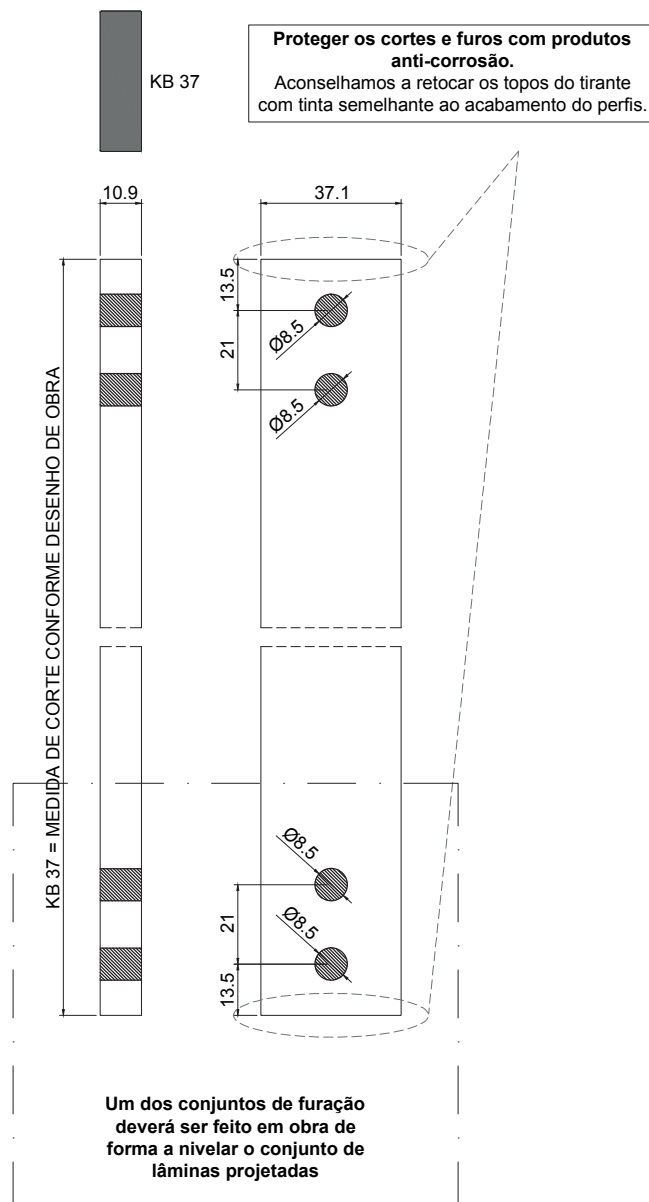 KB 37
Proteger os cortes e furos com produtos
anti-corrosão.
Aconselhamos a retocar os topos do tirante
com tinta semelhante ao acabamento do perfis.
10.9
37.1
13.5
21
Ø8.5
Ø8.5
KB 37 = MEDIDA DE CORTE CONFORME DESENHO DE OBRA
Ø8.5
21
Ø8.5
13.5
Um dos conjuntos de furação
deverá ser feito em obra de
forma a nivelar o conjunto de
lâminas projetadas